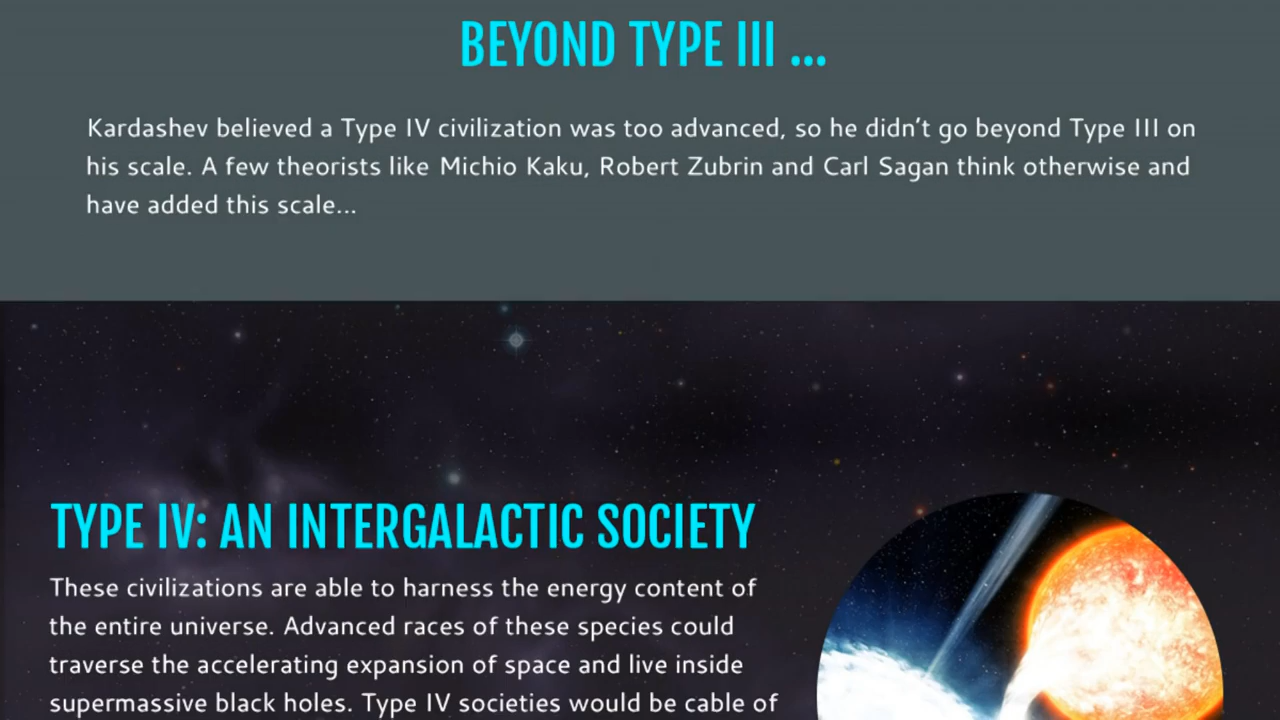 BEYOND TYPE III ...
Kardashev believed a Type IV civilization was too advanced, so he didn't go beyond Type III on
his scale. A few theorists like Michio Kaku, Robert Zubrin and Carl Sagan think otherwise and
have added this scale...
TYPE IV: AN INTERGALACTIC SOCIETY
These civilizations are able to harness the energy content of
the entire universe. Advanced races of these species could
traverse the accelerating expansion of space and live inside
supermassive black holes. Type IV societies would be cable of